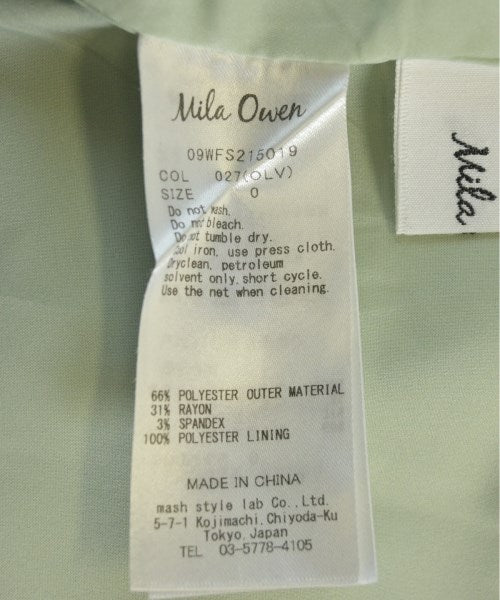 Mila Owen
09WFS215019
COL 027(OLV)
SIZE 0
Do not wash.
Do not bleach.
Do not tumble dry.
Cool iron, use press cloth.
Dryclean, petroleum
solvent only, short cycle.
Use the net when cleaning.
66% POLYESTER OUTER MATERIAL
31% RAYON
3% SPANDEX
100% POLYESTER LINING
MADE IN CHINA
mash style lab Co., Ltd.
5-7-1 Kojimachi, Chiyoda-Ku
Tokyo, Japan
TEL 03-5778-4105
Mila